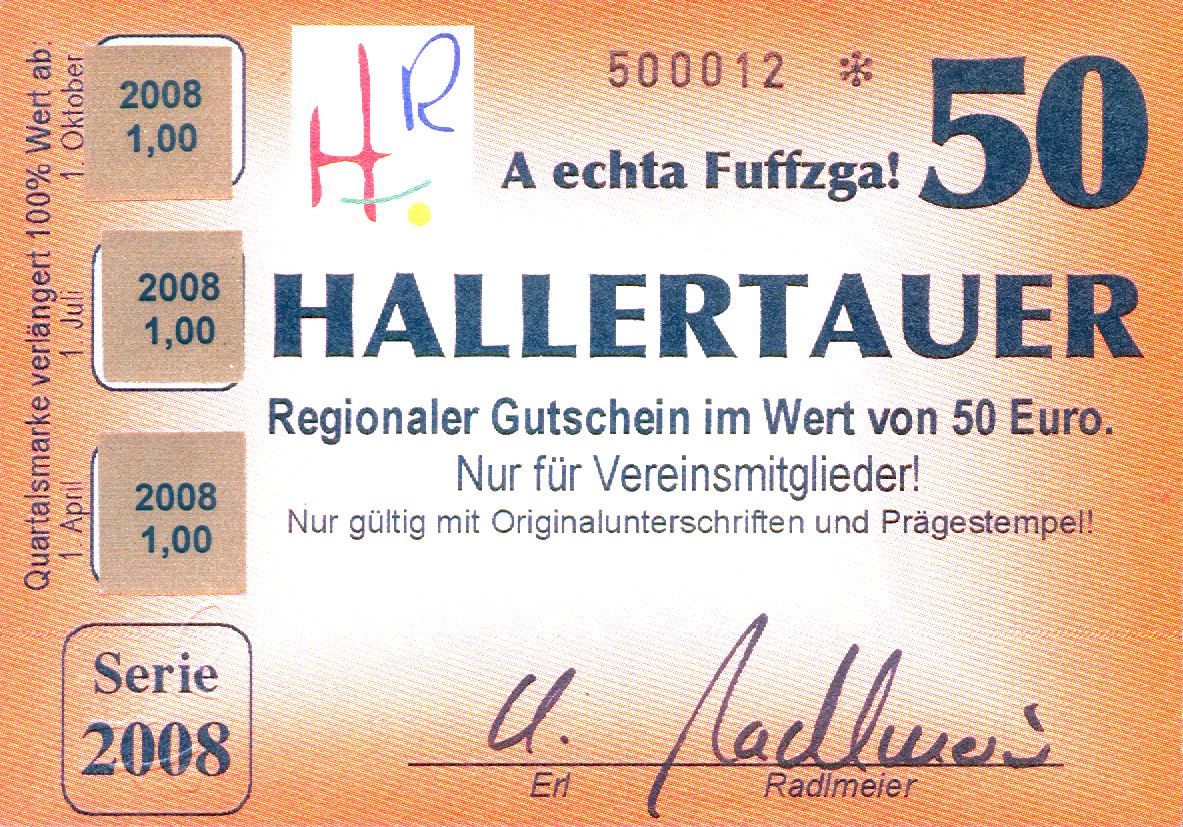 Quartalsmarke verlängert 100% Wert ab.
1. Oktober
2008
1,00
1. Juli
2008
1,00
1. April
2008
1,00
Serie
2008
HR
500012 *
50
A echta Fuffzga!
HALLERTAUER
Regionaler Gutschein im Wert von 50 Euro.
Nur für Vereinsmitglieder!
Nur gültig mit Originalunterschriften und Prägestempel!
Radlmeier
Erl Radlmeier